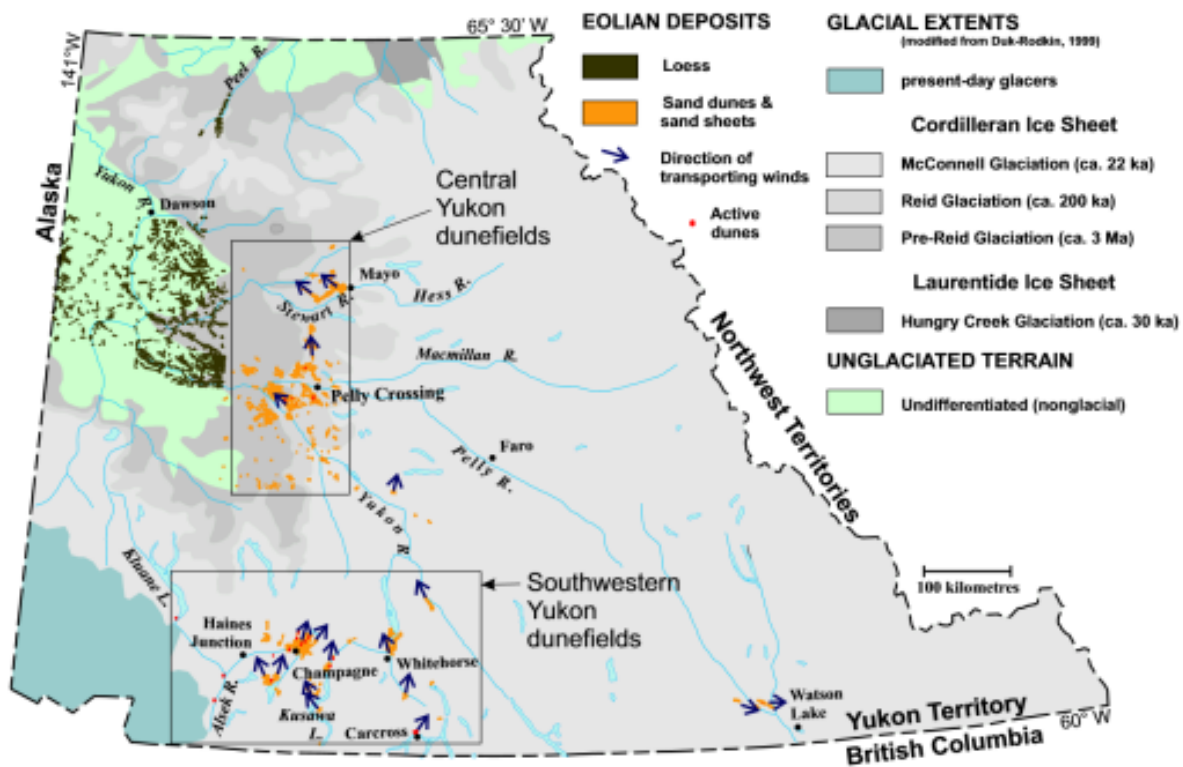 65° 30' W
141°W
Peel R.
Alaska
Yukon R.
Dawson
Central
Yukon
dunefields
Mayo
Hess R.
Stewart R.
Macmillan R.
Pelly Crossing
Faro
Pelly R.
Yukon R
Kluane L.
Southwestern
Yukon
dunefields
Haines
Junction
Champagne
Whitehorse
Alsek R.
Kusawa
L.
Carcross
Watson
Lake
Yukon Territory
British Columbia
60° W
100 kilometres
Northwest Territories
EOLIAN DEPOSITS
Loess
Sand dunes &
sand sheets
Direction of
transporting winds
Active
dunes
GLACIAL EXTENTS
(modified from Duk-Rodkin, 1999)
present-day glacers
Cordilleran Ice Sheet
McConnell Glaciation (ca. 22 ka)
Reid Glaciation (ca. 200 ka)
Pre-Reid Glaciation (ca. 3 Ma)
Laurentide Ice Sheet
Hungry Creek Glaciation (ca. 30 ka)
UNGLACIATED TERRAIN
Undifferentiated (nonglacial)